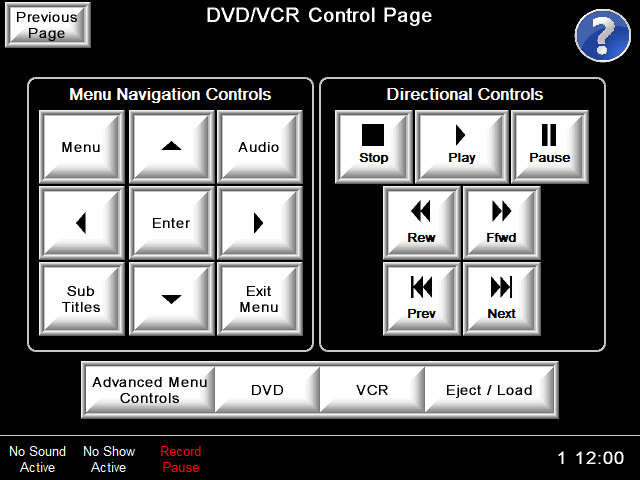 Previous
Page
DVD/VCR Control Page
?
Menu Navigation Controls
Menu
Audio
Enter
Sub
Titles
Exit
Menu
Directional Controls
Stop
Play
Pause
Rew
Ffwd
Prev
Next
Advanced Menu
Controls
DVD
VCR
Eject / Load
No Sound
Active
No Show
Active
Record
Pause
1 12:00